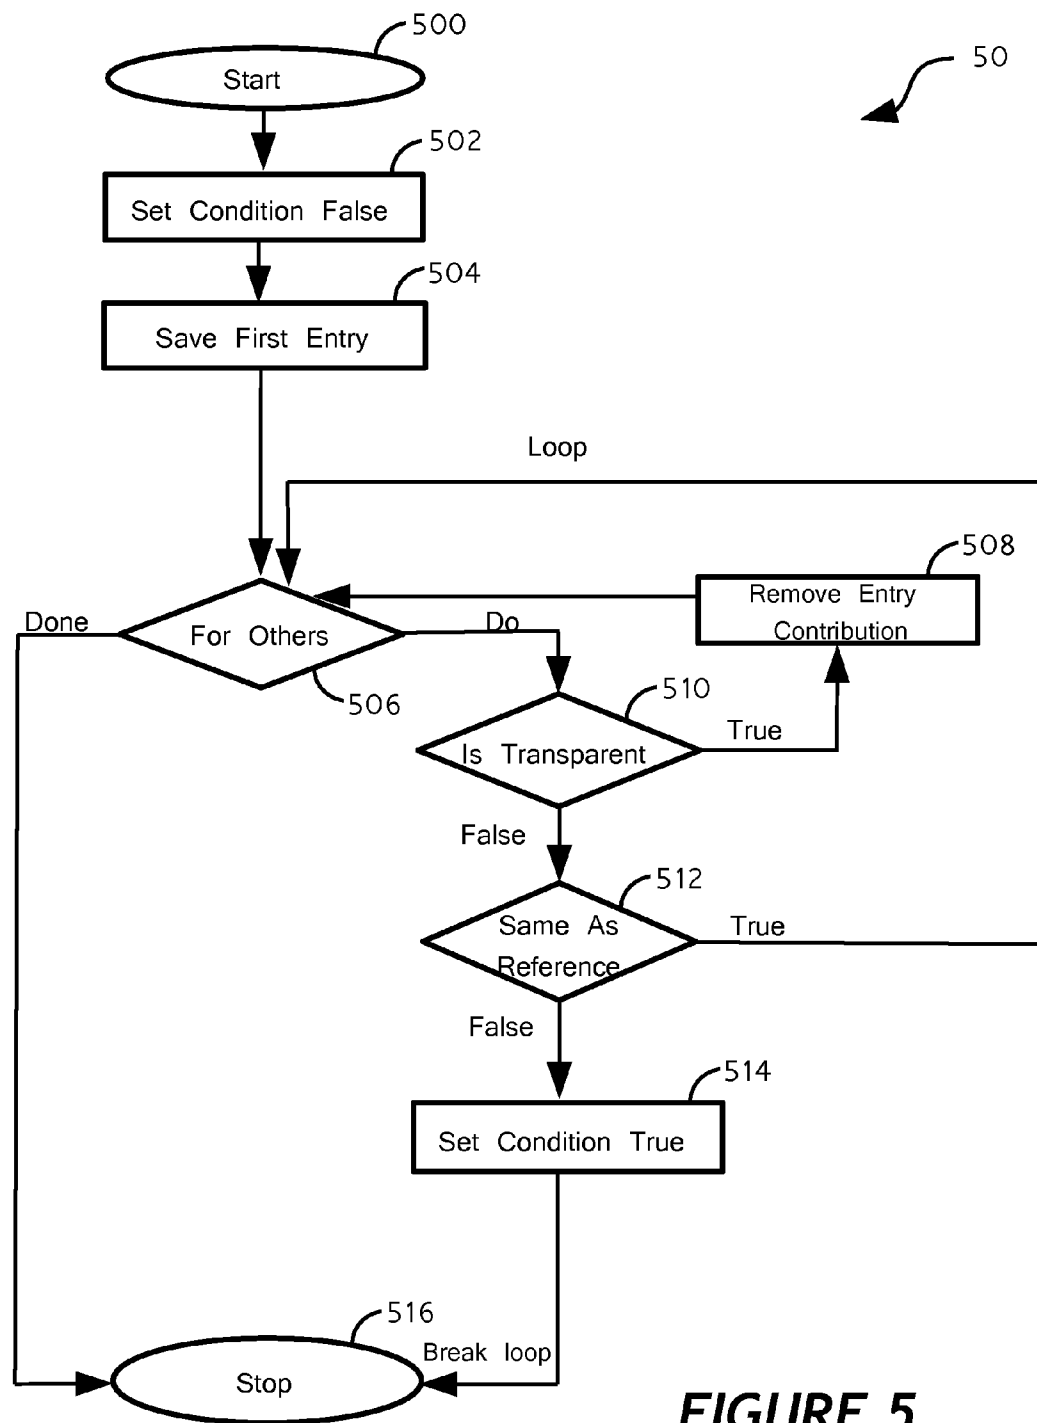 500
Start
50
502
Set Condition False
504
Save First Entry
Loop
508
Remove Entry
Contribution
Done
For Others
Do
506
510
Is Transparent
True
False
512
Same As
Reference
True
False
514
Set Condition True
516
Break loop
Stop
FIGURE 5